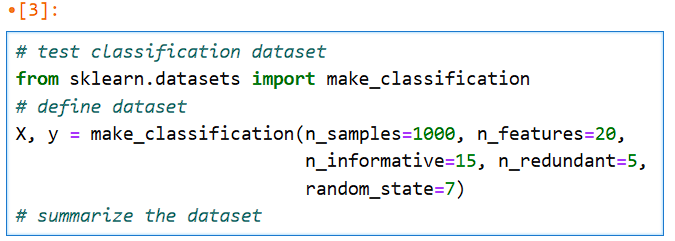 •[3]:
# test classification dataset
from sklearn.datasets import make_classification
# define dataset
X, y = make_classification(n_samples=1000, n_features=20,
n_informative=15, n_redundant=5,
random_state=7)
# summarize the dataset